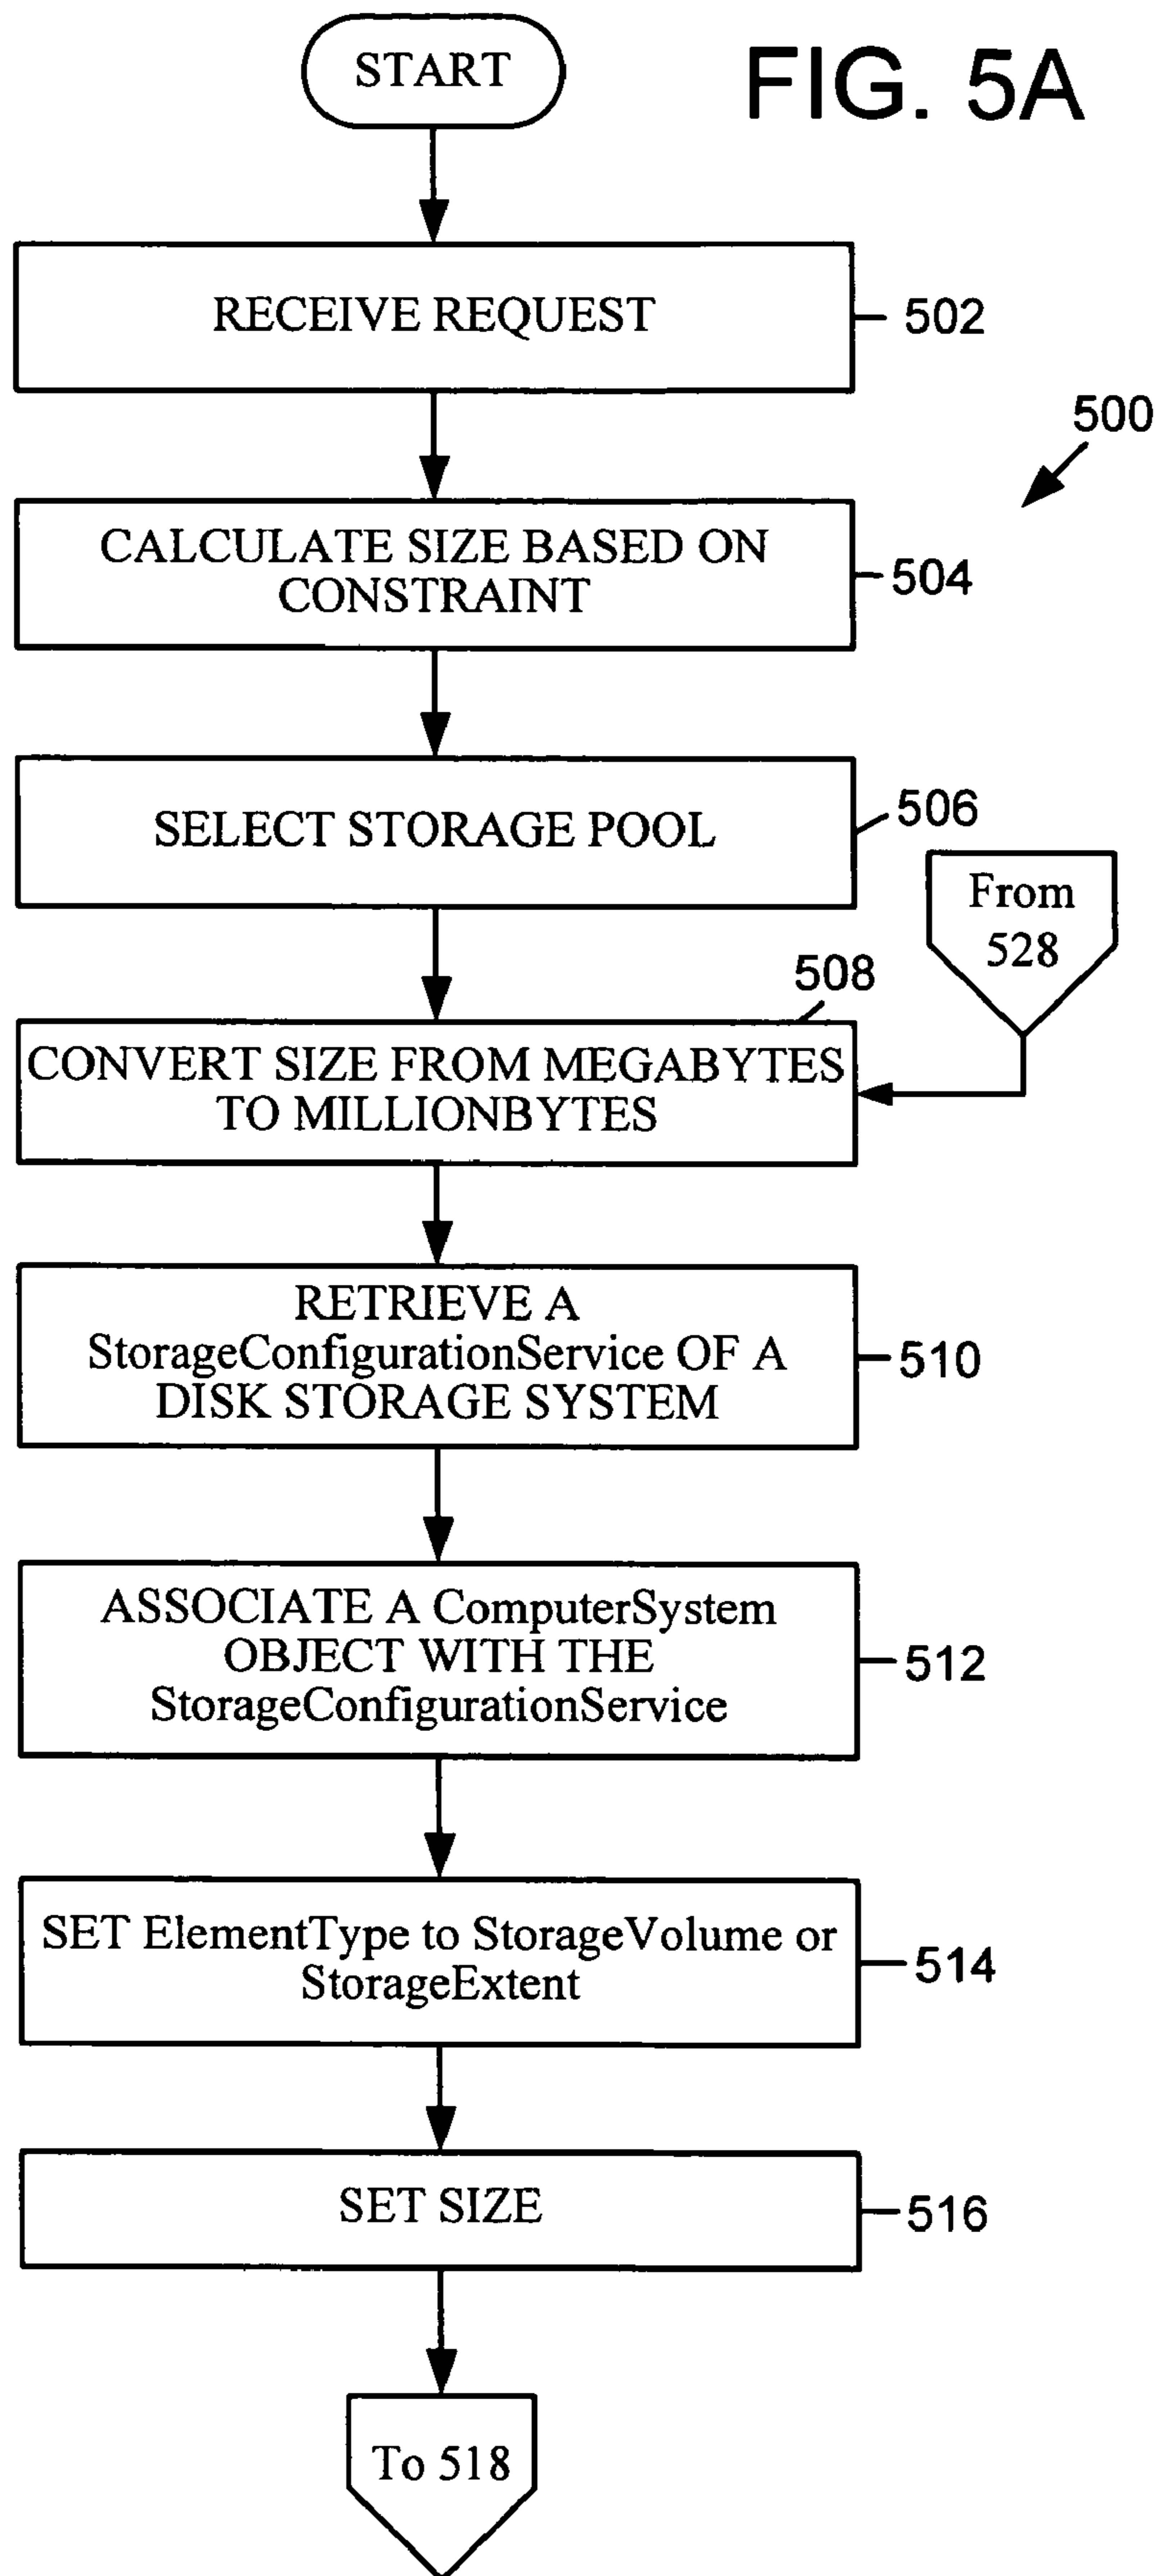 START
FIG. 5A
RECEIVE REQUEST
502
500
CALCULATE SIZE BASED ON
CONSTRAINT
504
SELECT STORAGE POOL
506
From
528
508
CONVERT SIZE FROM MEGABYTES
TO MILLIONBYTES
RETRIEVE A
StorageConfigurationService OF A
DISK STORAGE SYSTEM
510
ASSOCIATE A ComputerSystem
OBJECT WITH THE
StorageConfigurationService
512
SET ElementType to StorageVolume or
StorageExtent
514
SET SIZE
516
To 518